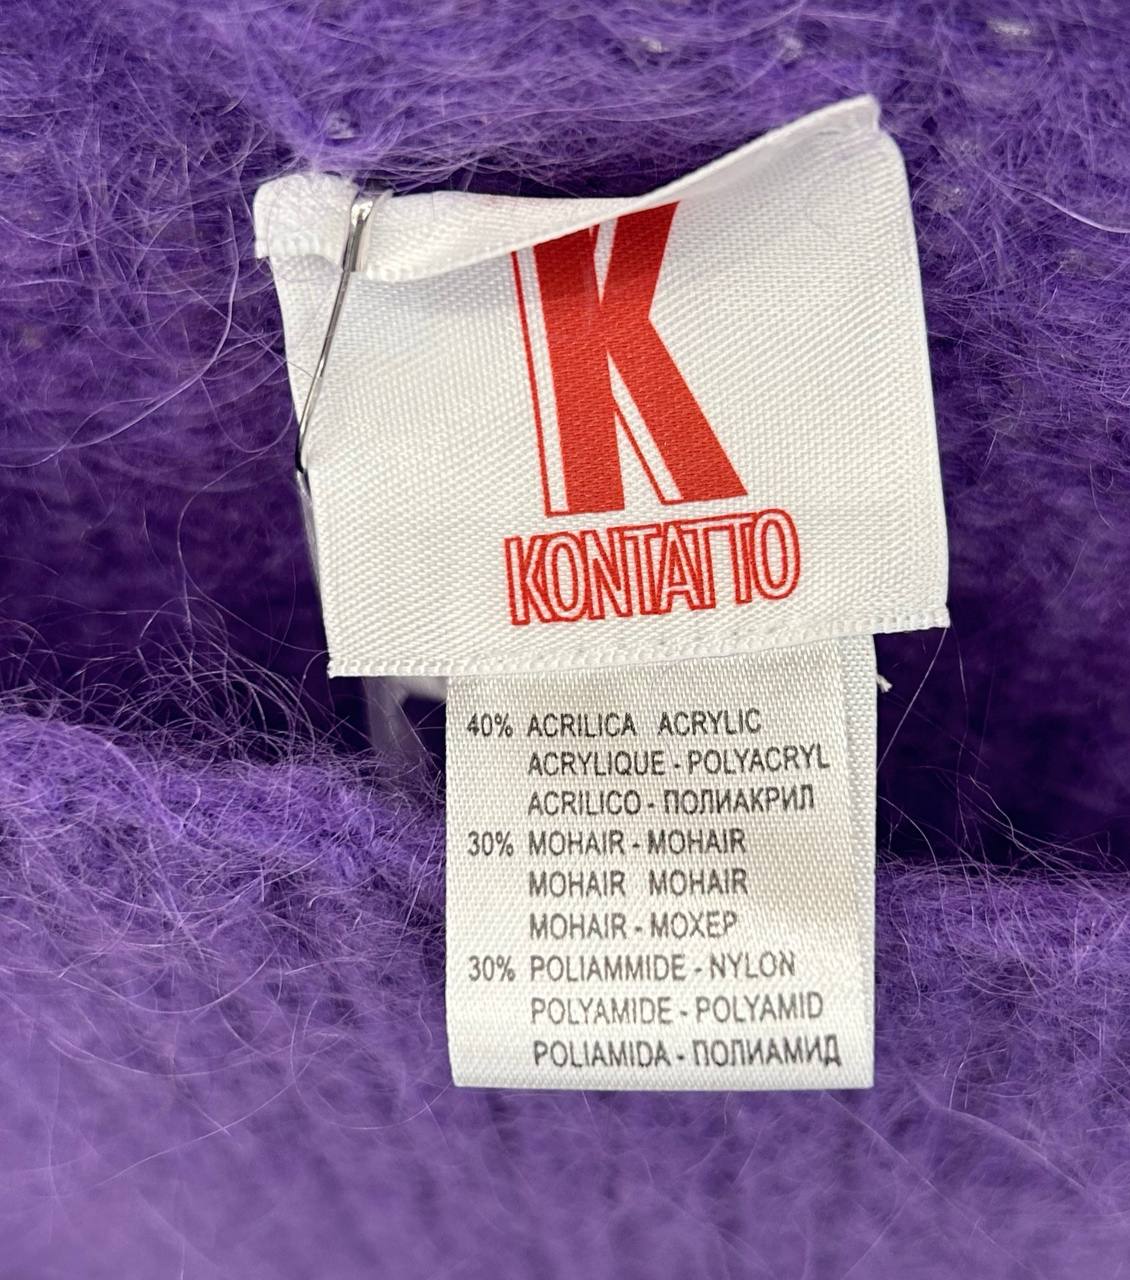 K
KONTATTO
40% ACRILICA ACRYLIC
ACRYLIQUE - POLYACRYL
ACRILICO - ПОЛИАКРИЛ
30% MOHAIR - MOHAIR
MOHAIR MOHAIR
MOHAIR - МОХЕР
30% POLIAMMIDE - NYLON
POLYAMIDE - POLYAMID
POLIAMIDA - ПОЛИАМИД